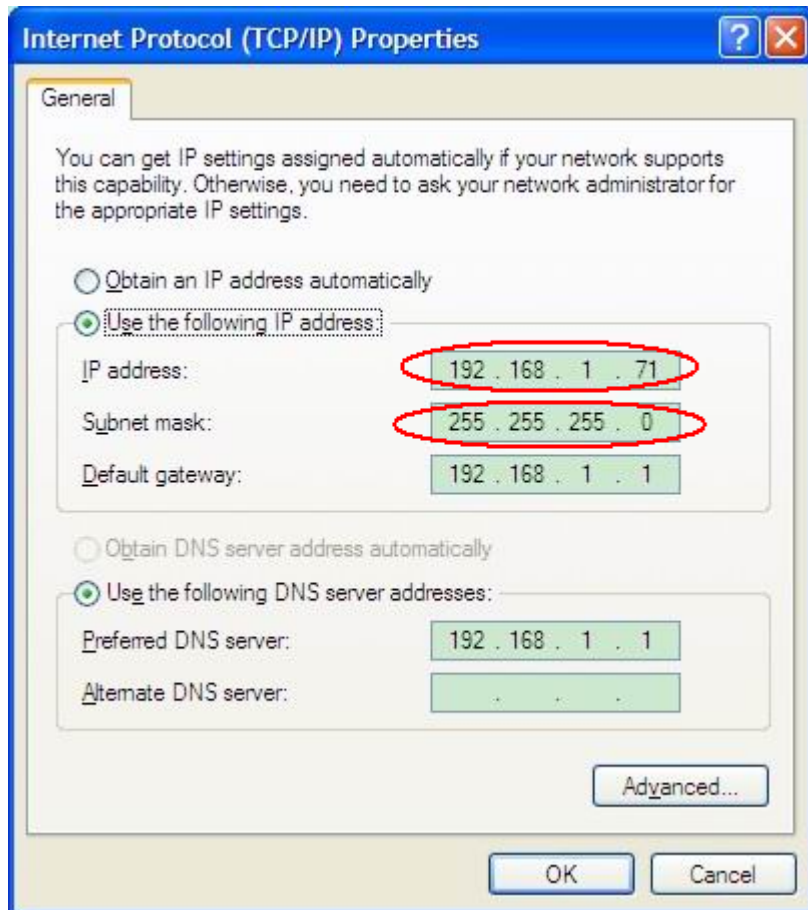 Internet Protocol (TCP/IP) Properties
General
You can get IP settings assigned automatically if your network supports
this capability. Otherwise, you need to ask your network administrator for
the appropriate IP settings.
Obtain an IP address automatically
Use the following IP address:
IP address: 192 . 168 . 1 . 71
Subnet mask: 255 . 255 . 255 . 0
Default gateway: 192 . 168 . 1 . 1
Obtain DNS server address automatically
Use the following DNS server addresses:
Preferred DNS server: 192 . 168 . 1 . 1
Alternate DNS server: . . .
Advanced...
OK Cancel